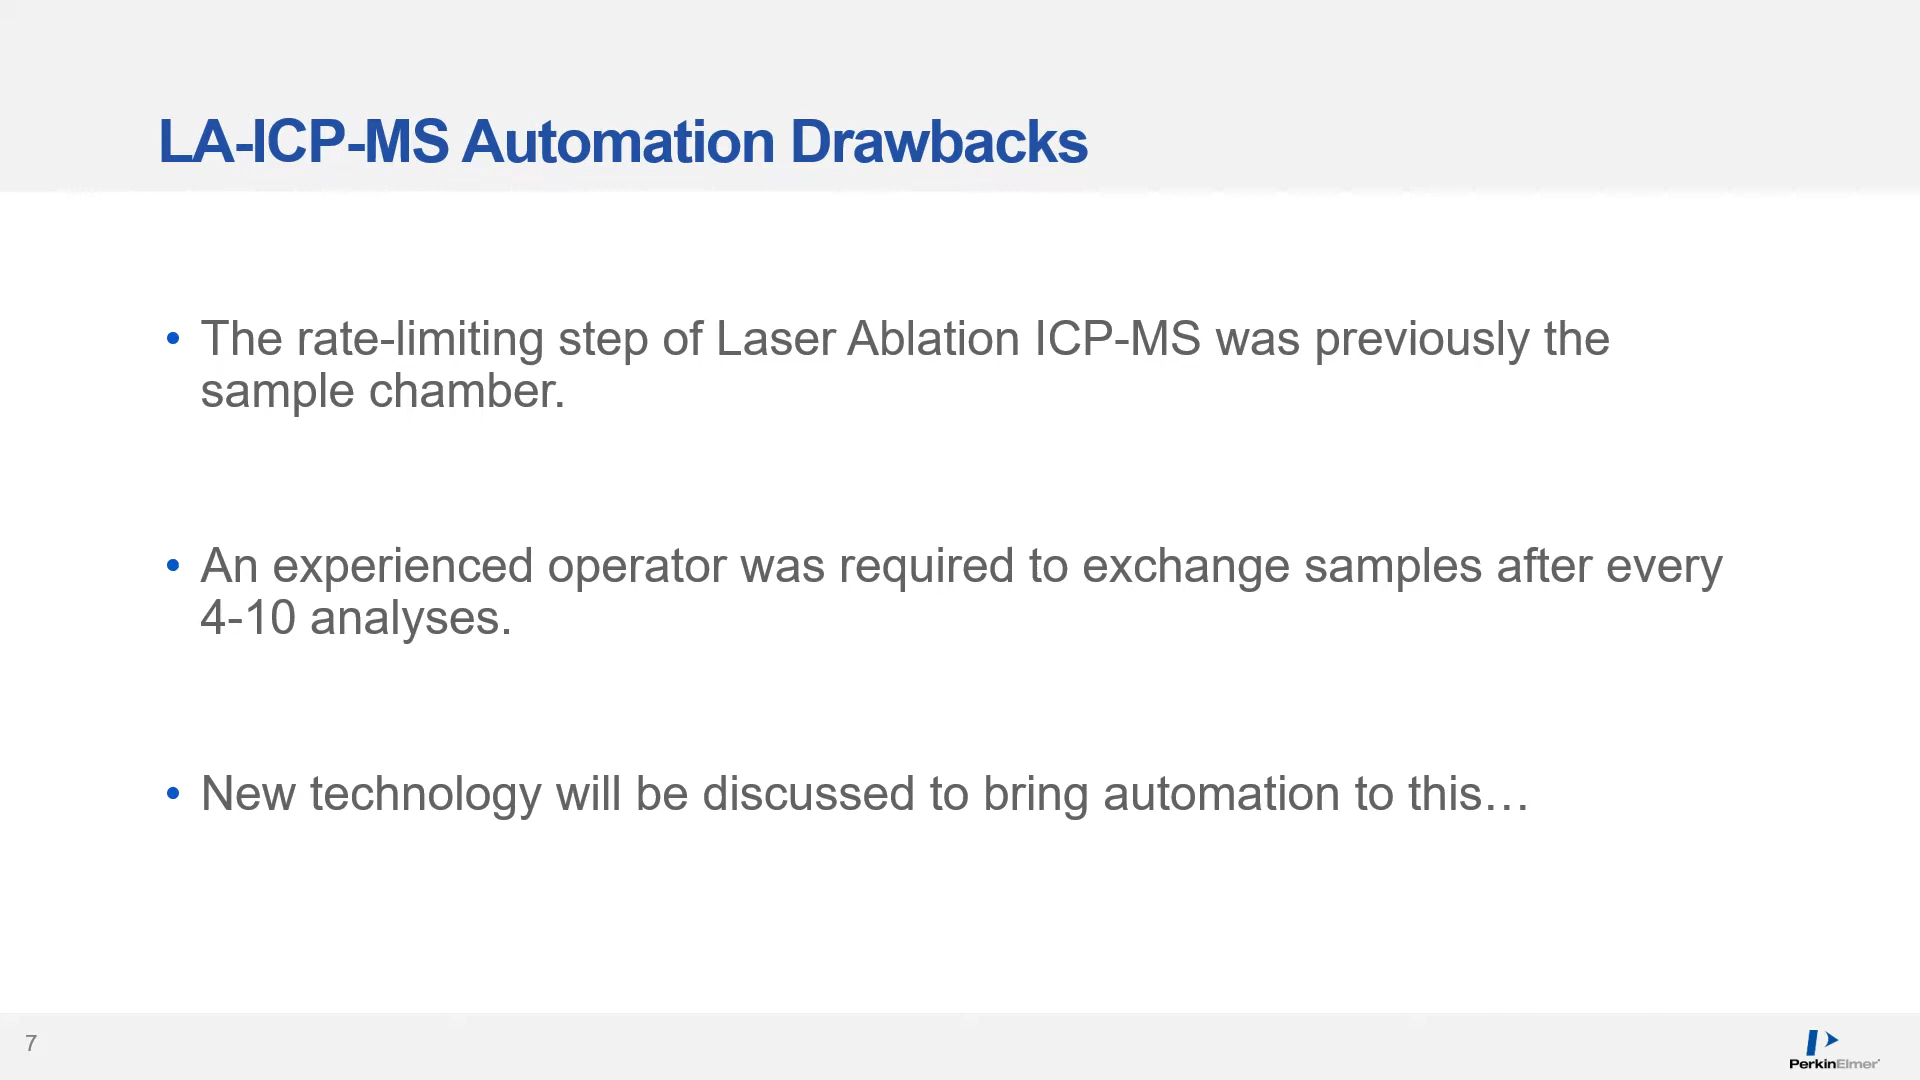 LA-ICP-MS Automation Drawbacks
• The rate-limiting step of Laser Ablation ICP-MS was previously the
sample chamber.
• An experienced operator was required to exchange samples after every
4-10 analyses.
• New technology will be discussed to bring automation to this…
7
PerkinElmer